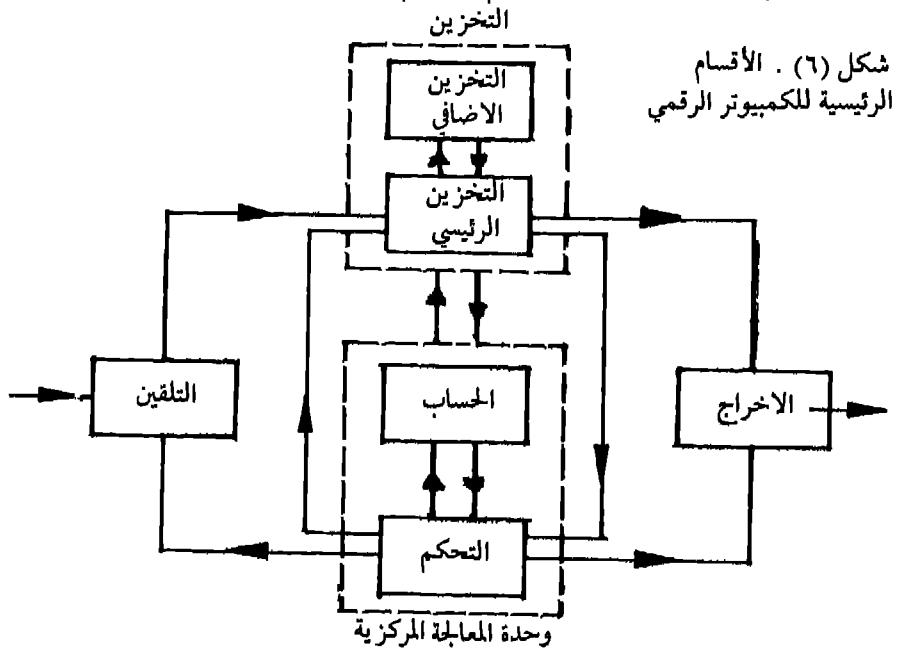 شكل (٦) . الأقسام
الرئيسية للكمبيوتر الرقمي
التخزين
التخزين
الاضافي
التخزين
الرئيسي
التلقين
الحساب
الاخراج
التحكم
وحدة المعالجة المركزية